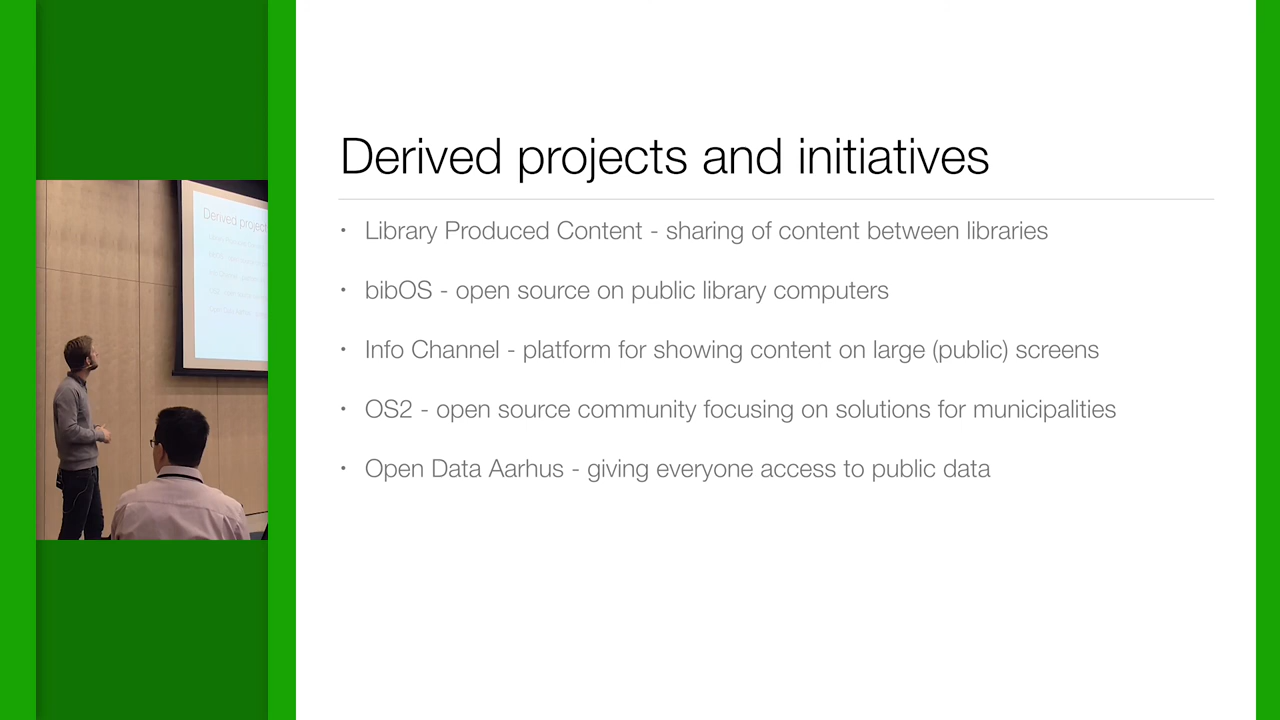 Derived projects and initiatives
• Library Produced Content - sharing of content between libraries
• bibOS - open source on public library computers
• Info Channel - platform for showing content on large (public) screens
• OS2 - open source community focusing on solutions for municipalities
• Open Data Aarhus - giving everyone access to public data
Derived project